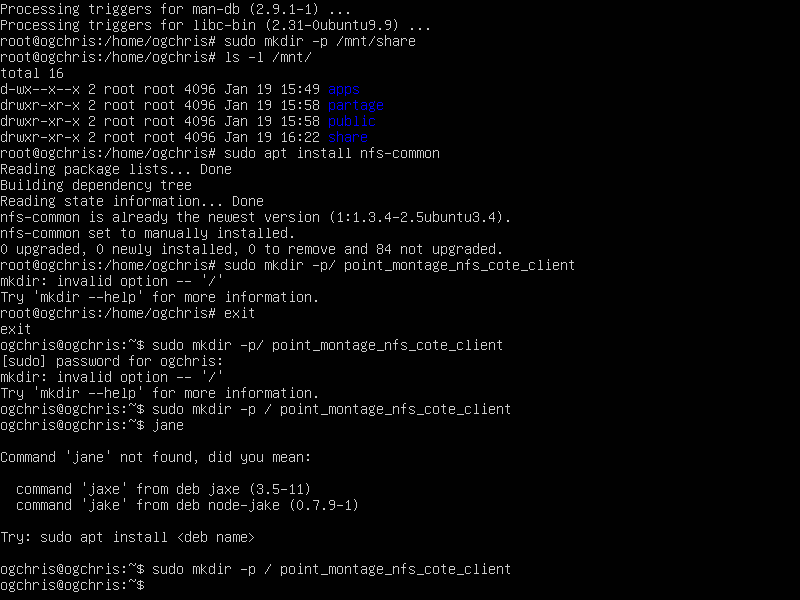 Processing triggers for man-db (2.9.1-1) ...
Processing triggers for libc-bin (2.31-0ubuntu9.9) ...
root@ogchris:/home/ogchris# sudo mkdir -p /mnt/share
root@ogchris:/home/ogchris# ls -l /mnt/
total 16
d-wx--x--x 2 root root 4096 Jan 19 15:49 apps
drwxr-xr-x 2 root root 4096 Jan 19 15:58 partage
drwxr-xr-x 2 root root 4096 Jan 19 15:58 public
drwxr-xr-x 2 root root 4096 Jan 19 16:22 share
root@ogchris:/home/ogchris# sudo apt install nfs-common
Reading package lists... Done
Building dependency tree
Reading state information... Done
nfs-common is already the newest version (1:1.3.4-2.5ubuntu3.4).
nfs-common set to manually installed.
0 upgraded, 0 newly installed, 0 to remove and 84 not upgraded.
root@ogchris:/home/ogchris# sudo mkdir -p/ point_montage_nfs_cote_client
mkdir: invalid option -- '/'
Try 'mkdir --help' for more information.
root@ogchris:/home/ogchris# exit
exit
ogchris@ogchris:~$ sudo mkdir -p/ point_montage_nfs_cote_client
[sudo] password for ogchris:
mkdir: invalid option -- '/'
Try 'mkdir --help' for more information.
ogchris@ogchris:~$ sudo mkdir -p / point_montage_nfs_cote_client
ogchris@ogchris:~$ jane
Command 'jane' not found, did you mean:
command 'jaxe' from deb jaxe (3.5-11)
command 'jake' from deb node-jake (0.7.9-1)
Try: sudo apt install <deb name>
ogchris@ogchris:~$ sudo mkdir -p / point_montage_nfs_cote_client
ogchris@ogchris:~$